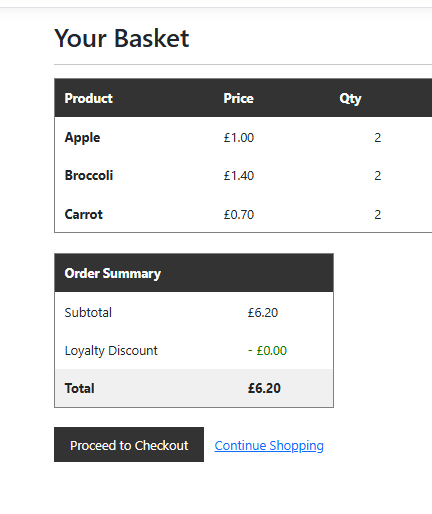 Your Basket
Product Price Qty
Apple £1.00 2
Broccoli £1.40 2
Carrot £0.70 2
Order Summary
Subtotal £6.20
Loyalty Discount - £0.00
Total £6.20
Proceed to Checkout Continue Shopping